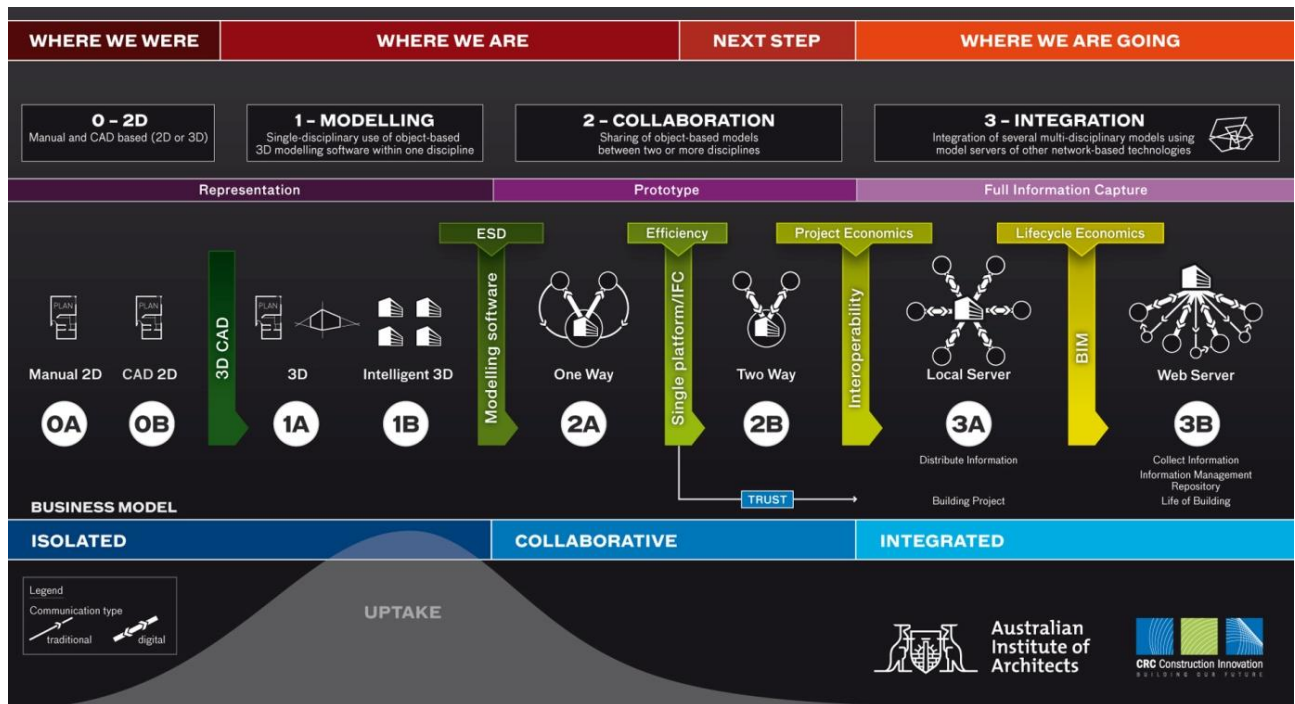 WHERE WE WERE
WHERE WE ARE
NEXT STEP
WHERE WE ARE GOING
0 – 2D
Manual and CAD based (2D or 3D)
1 – MODELLING
Single-disciplinary use of object-based
3D modelling software within one discipline
2 – COLLABORATION
Sharing of object-based models
between two or more disciplines
3 – INTEGRATION
Integration of several multi-disciplinary models using
model servers of other network-based technologies
Representation
Prototype
Full Information Capture
ESD
Efficiency
Project Economics
Lifecycle Economics
PLAN
Manual 2D
0A
PLAN
CAD 2D
0B
3D CAD
PLAN
3D
1A
Intelligent 3D
1B
Modelling software
One Way
2A
Single platform/IFC
Two Way
2B
Interoperability
Local Server
3A
Distribute Information
Building Project
BIM
Web Server
3B
Collect Information
Information Management
Repository
Life of Building
TRUST
BUSINESS MODEL
ISOLATED
COLLABORATIVE
INTEGRATED
Legend
Communication type
traditional
digital
UPTAKE
Australian
Institute of
Architects
CRC Construction Innovation
BUILDING OUR FUTURE